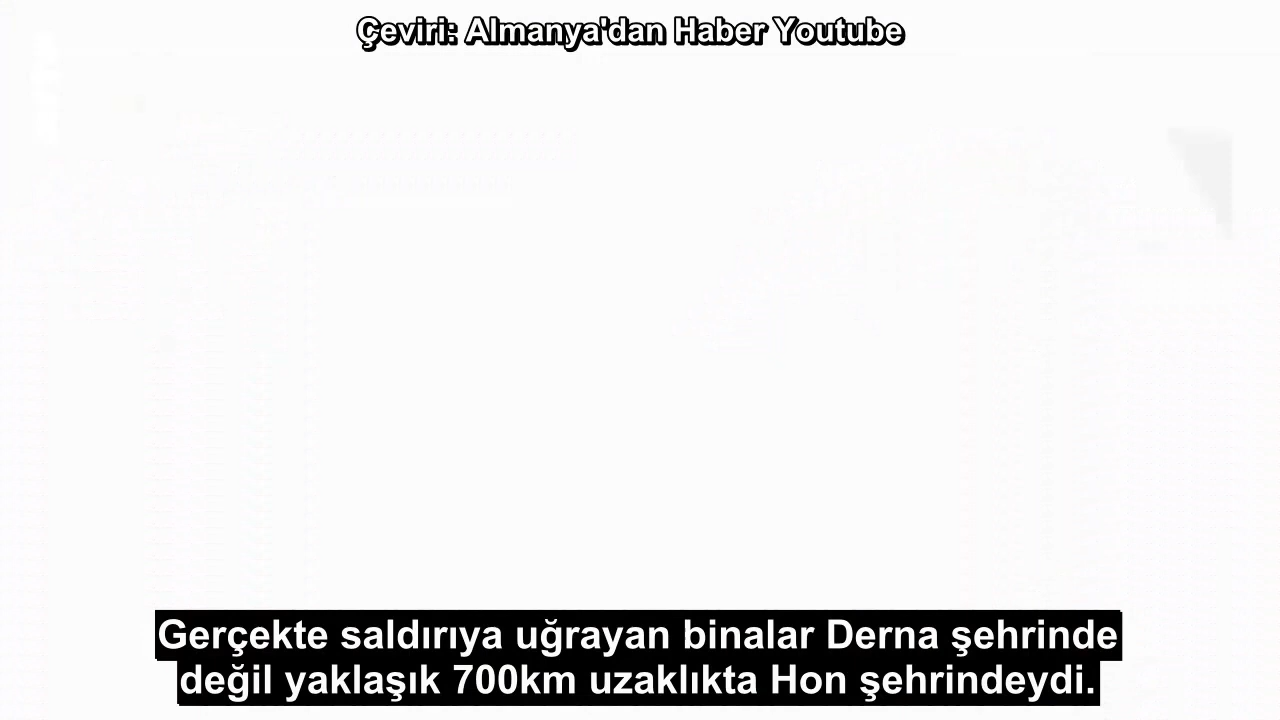 Çeviri: Almanya'dan Haber Youtube
Gerçekte saldırıya uğrayan binalar Derna şehrinde
değil yaklaşık 700km uzaklıkta Hon şehrindeydi.